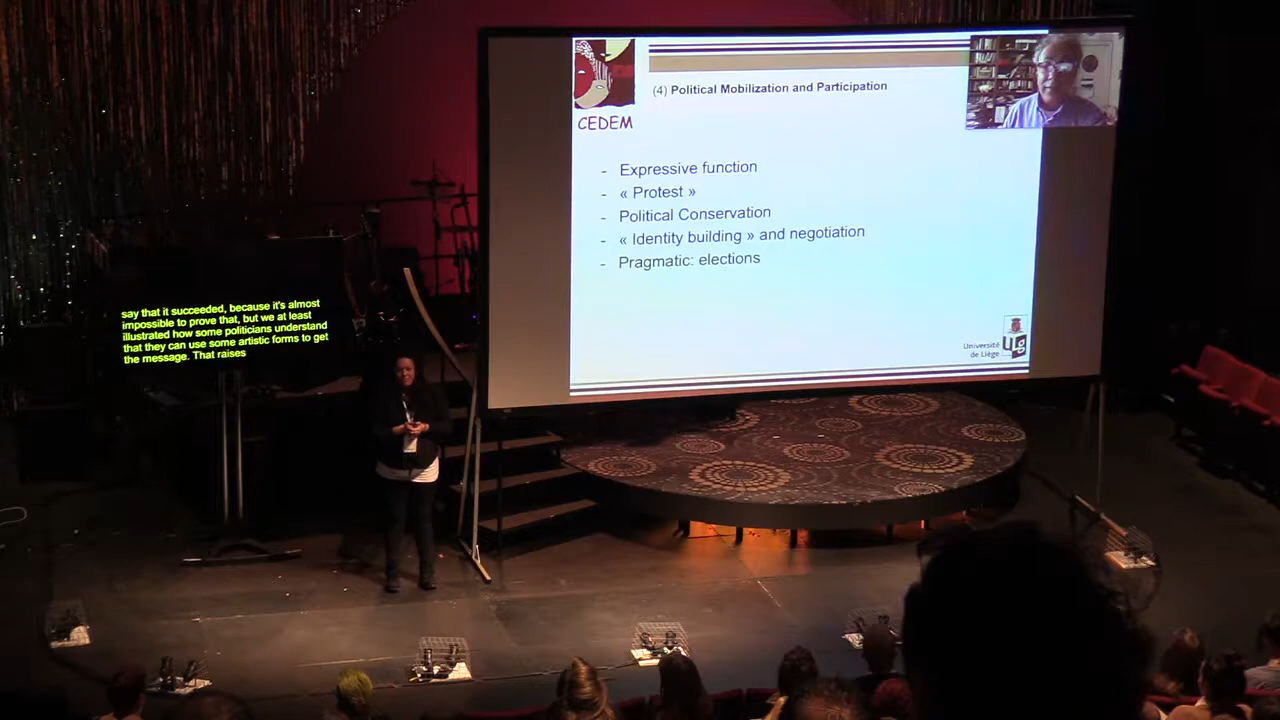 (4) Political Mobilization and Participation
CEDEM
- Expressive function
- « Protest »
- Political Conservation
- « Identity building » and negotiation
- Pragmatic: elections
Université
de Liège
Ug
say that it succeeded, because it's almost
impossible to prove that, but we at least
illustrated how some politicians understand
that they can use some artistic forms to get
the message. That raises